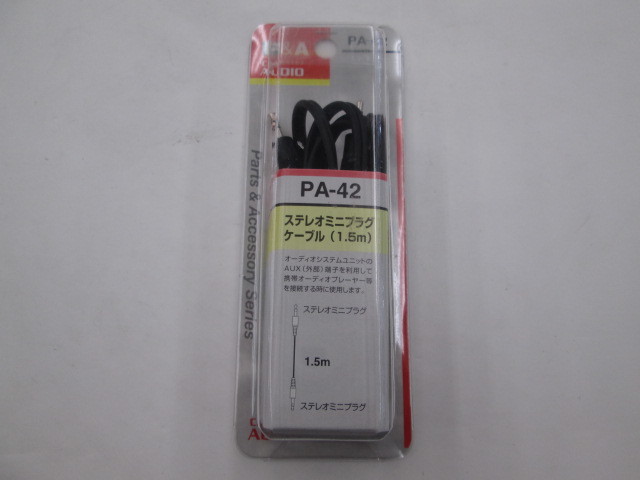 P&A
PA-42
AUDIO
PA-42
ステレオミニプラグ
ケーブル（1.5m）
オーディオシステムユニットの
AUX（外部）端子を利用して
携帯オーディオプレーヤー等
を接続する時に使用します。
ステレオミニプラグ
1.5m
ステレオミニプラグ
Parts & Accessory Series